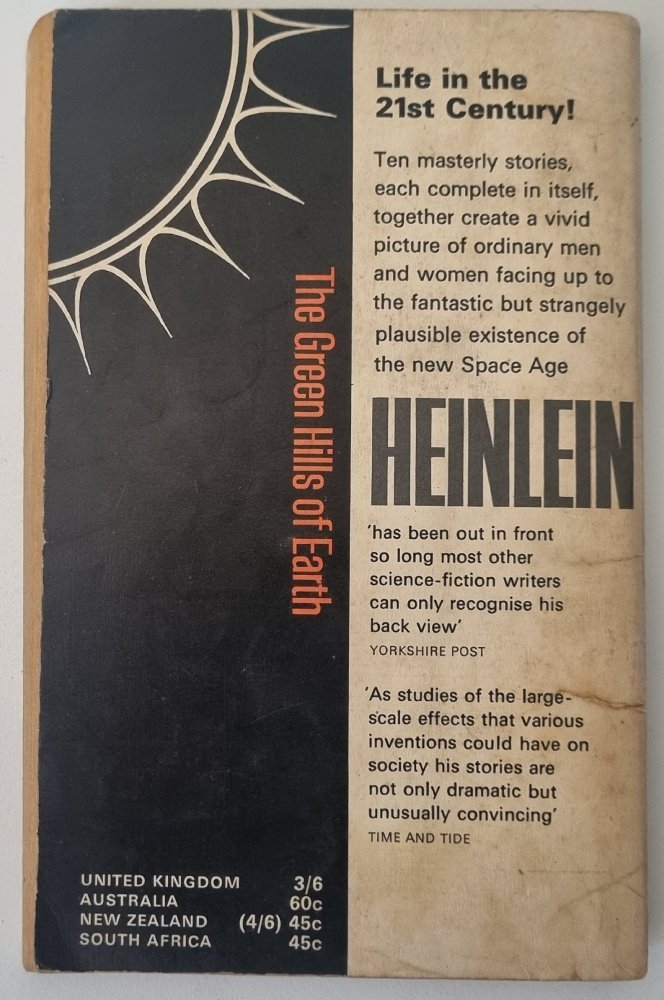 Life in the
21st Century!
Ten masterly stories,
each complete in itself,
together create a vivid
picture of ordinary men
and women facing up to
the fantastic but strangely
plausible existence of
the new Space Age
HEINLEIN
‘has been out in front
so long most other
science-fiction writers
can only recognise his
back view’
YORKSHIRE POST
‘As studies of the large-
scale effects that various
inventions could have on
society his stories are
not only dramatic but
unusually convincing’
TIME AND TIDE
The Green Hills of Earth
UNITED KINGDOM 3/6
AUSTRALIA 60c
NEW ZEALAND (4/6) 45c
SOUTH AFRICA 45c